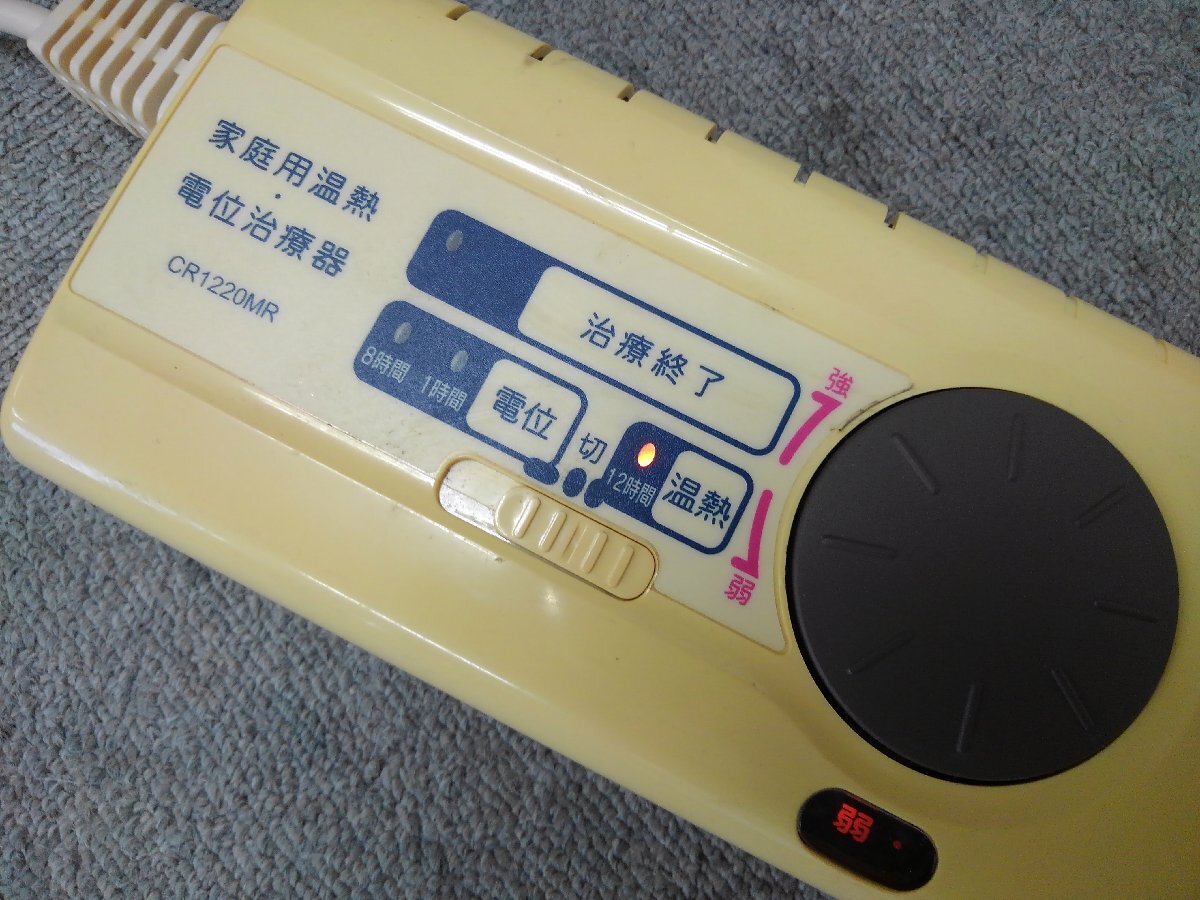 家庭用温熱
・
電位治療器
CR1220MR
治療終了
8時間
1時間
電位
切
12時間
温熱
強
弱
弱